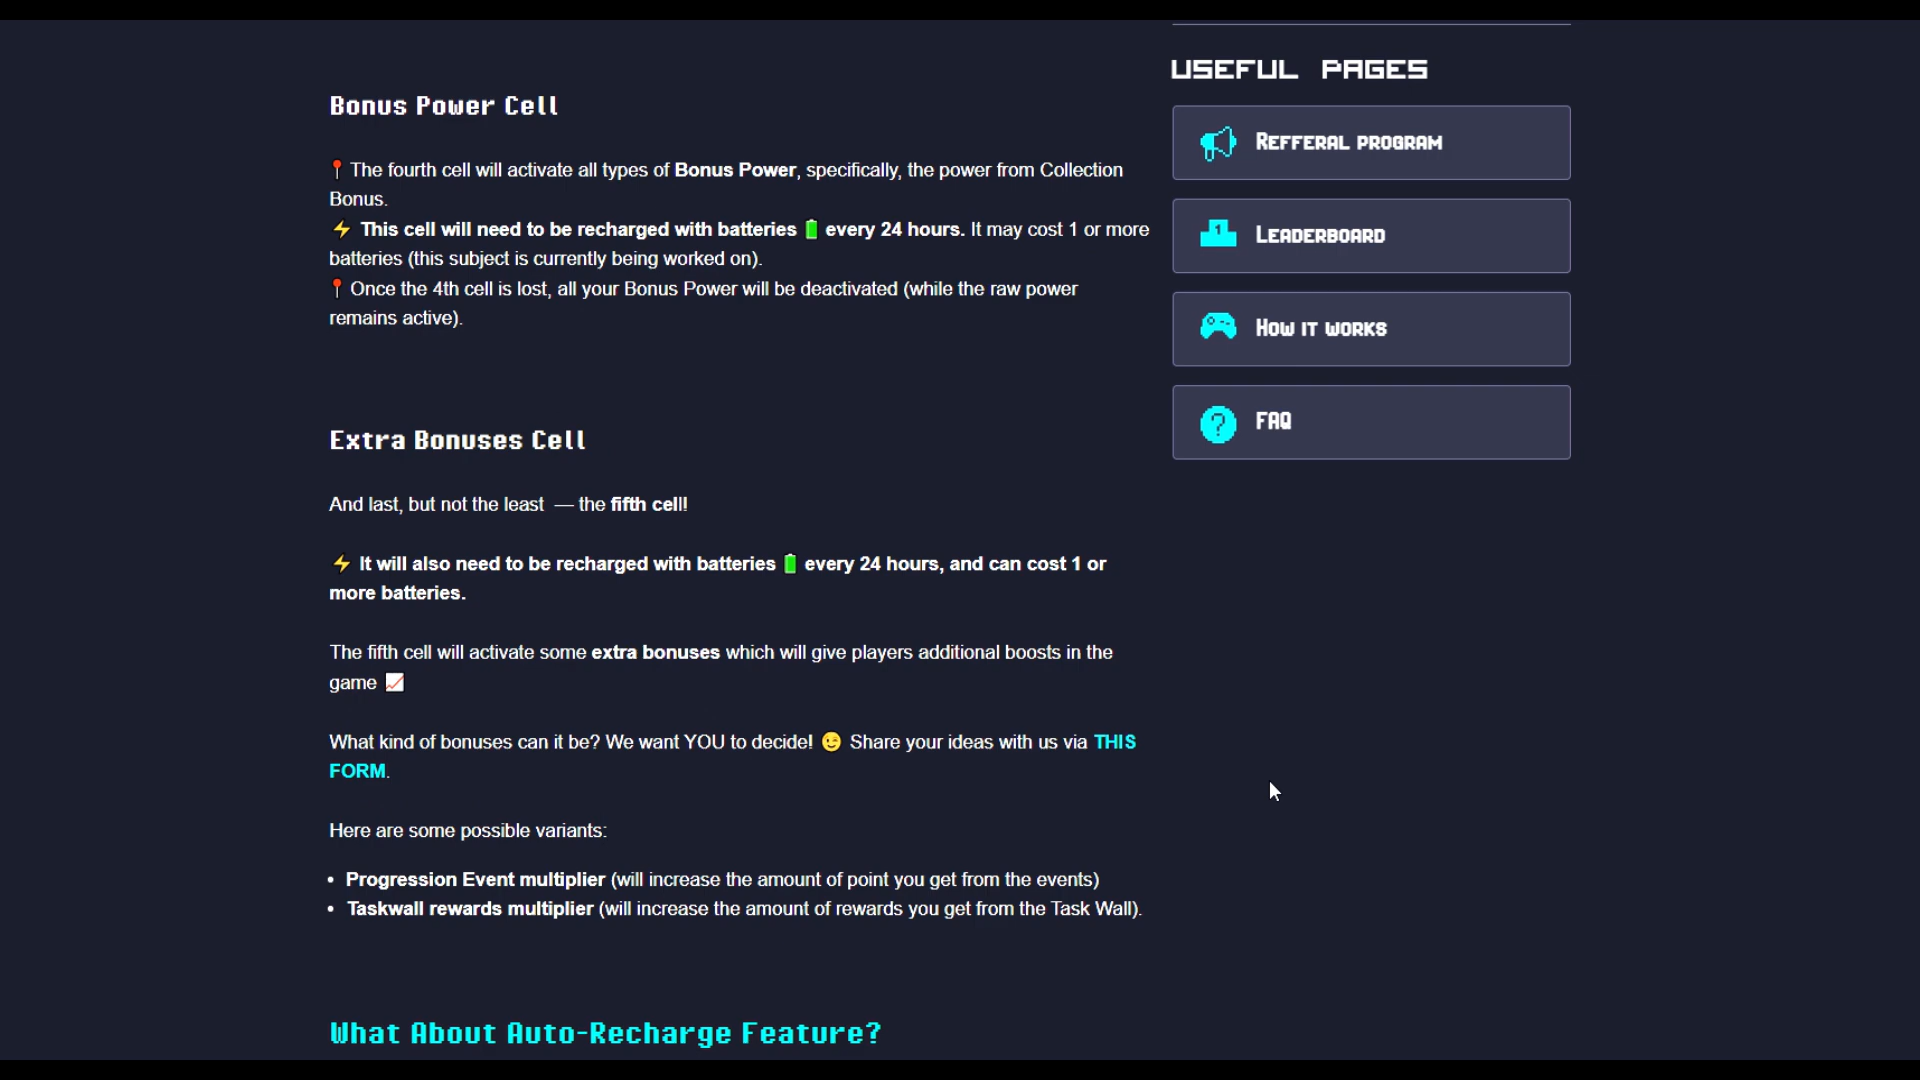 USEFUL PAGES
Bonus Power Cell
REFFERAL PROGRAM
📍The fourth cell will activate all types of Bonus Power, specifically, the power from Collection
Bonus.
⚡ This cell will need to be recharged with batteries 🔋 every 24 hours. It may cost 1 or more
batteries (this subject is currently being worked on).
📍Once the 4th cell is lost, all your Bonus Power will be deactivated (while the raw power
remains active).
1
LEADERBOARD
HOW IT WORKS
?
FAQ
Extra Bonuses Cell
And last, but not the least — the fifth cell!
⚡ It will also need to be recharged with batteries 🔋 every 24 hours, and can cost 1 or
more batteries.
The fifth cell will activate some extra bonuses which will give players additional boosts in the
game 📈
What kind of bonuses can it be? We want YOU to decide! 😉 Share your ideas with us via THIS
FORM.
Here are some possible variants:
• Progression Event multiplier (will increase the amount of point you get from the events)
• Taskwall rewards multiplier (will increase the amount of rewards you get from the Task Wall).
What About Auto-Recharge Feature?